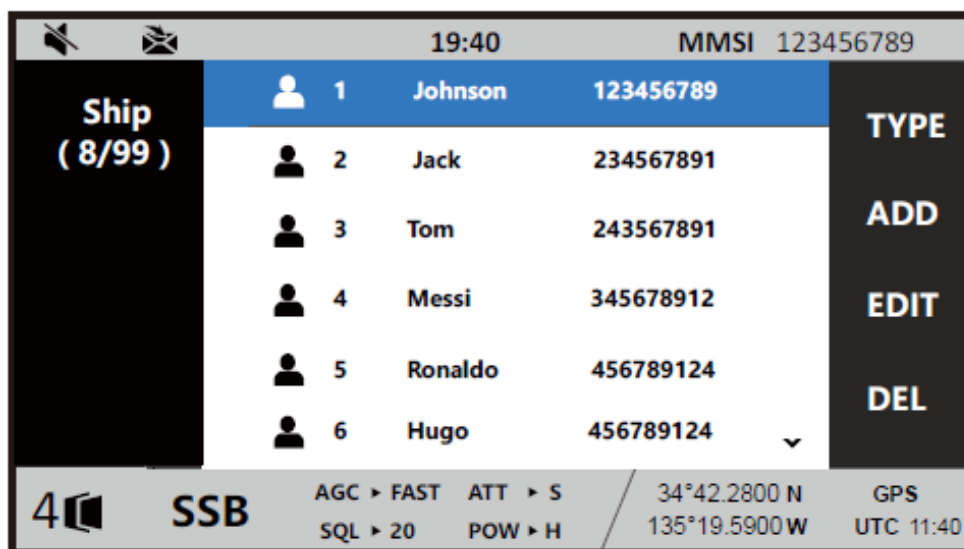 19:40 MMSI 123456789
Ship
( 8/99 )
1 Johnson 123456789
2 Jack 234567891
3 Tom 243567891
4 Messi 345678912
5 Ronaldo 456789124
6 Hugo 456789124
TYPE
ADD
EDIT
DEL
4 SSB
AGC ▸ FAST ATT ▸ S
SQL ▸ 20 POW ▸ H
34°42.2800 N
135°19.5900 W
GPS
UTC 11:40